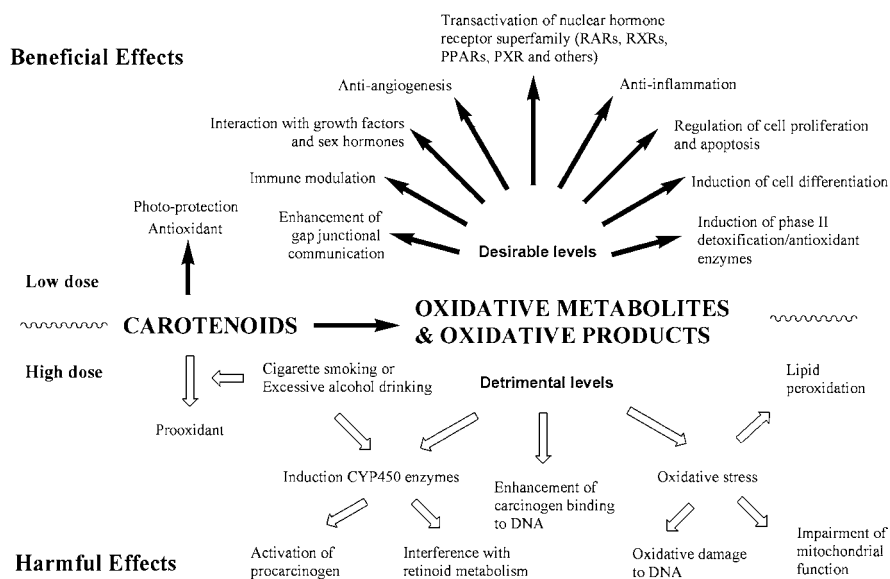 Beneficial Effects
Transactivation of nuclear hormone
receptor superfamily (RARs, RXRs,
PPARs, PXR and others)
Anti-angiogenesis
Anti-inflammation
Interaction with growth factors
and sex hormones
Regulation of cell proliferation
and apoptosis
Immune modulation
Induction of cell differentiation
Photo-protection
Antioxidant
Enhancement of
gap junctional
communication
Desirable levels
Induction of phase II
detoxification/antioxidant
enzymes
Low dose
CAROTENOIDS
OXIDATIVE METABOLITES
& OXIDATIVE PRODUCTS
High dose
Cigarette smoking or
Excessive alcohol drinking
Detrimental levels
Lipid
peroxidation
Prooxidant
Induction CYP450 enzymes
Enhancement of
carcinogen binding
to DNA
Oxidative stress
Harmful Effects
Activation of
procarcinogen
Interference with
retinoid metabolism
Oxidative damage
to DNA
Impairment of
mitochondrial
function